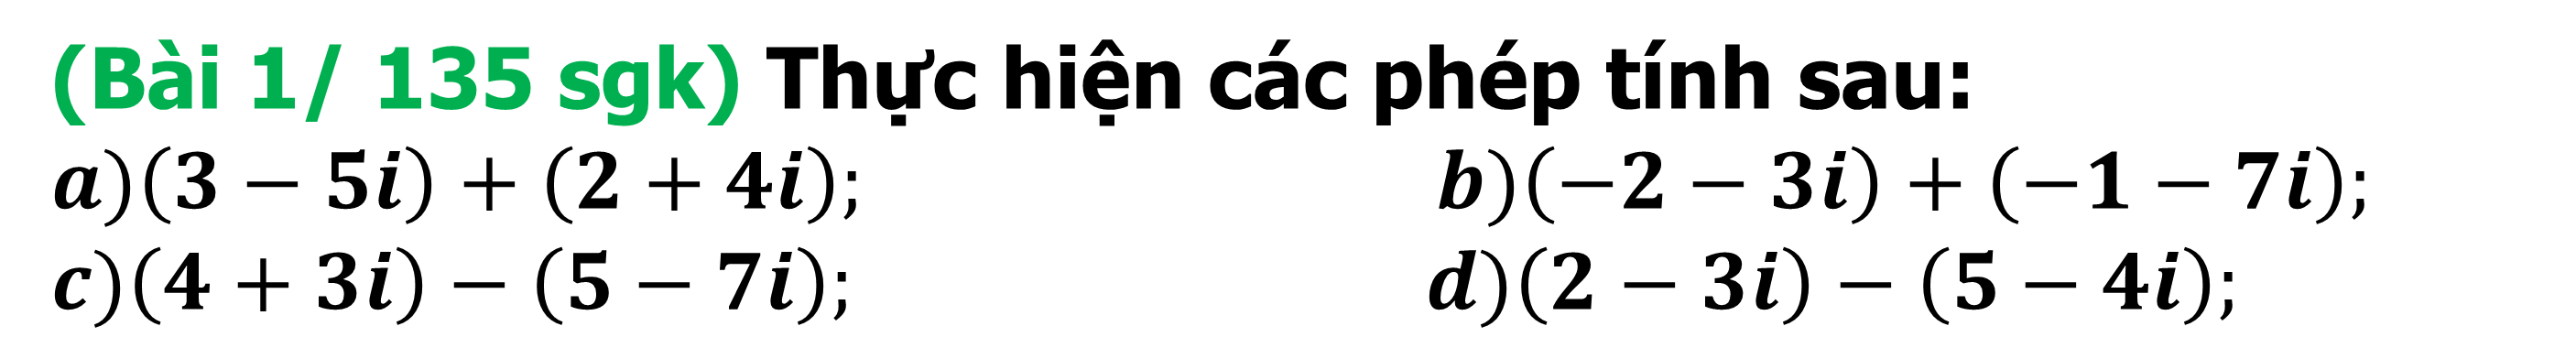 (Bài 1/ 135 sgk) Thực hiện các phép tính sau:
a)(3 − 5i) + (2 + 4i); b)(−2 − 3i) + (−1 − 7i);
c)(4 + 3i) − (5 − 7i); d)(2 − 3i) − (5 − 4i);